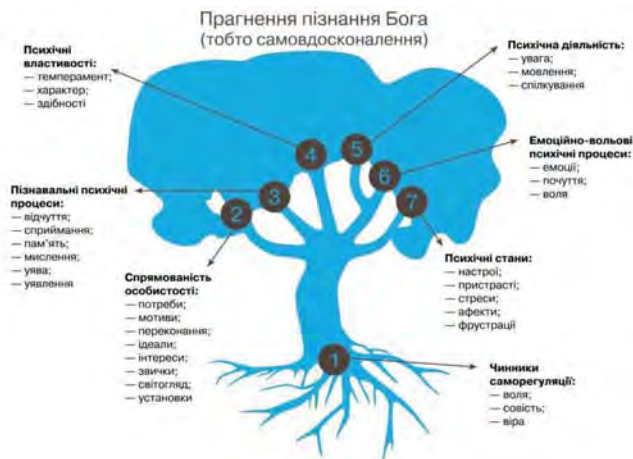 Прагнення пізнання Бога
(тобто самовдосконалення)
Психічні
властивості:
— темперамент;
— характер;
— здібності
Психічна діяльність:
— увага;
— мовлення;
— спілкування
4
5
Емоційно-вольові
психічні процеси:
— емоції;
— почуття;
— воля
6
Пізнавальні психічні
процеси:
— відчуття;
— сприймання;
— пам'ять;
— мислення;
— уява;
— уявлення
3
2
7
Спрямованість
особистості:
— потреби;
— мотиви;
— переконання;
— ідеали;
— інтереси;
— звички;
— світогляд;
— установки
Психічні стани:
— настрої;
— пристрасті;
— стреси;
— афекти;
— фрустрації
1
Чинники
саморегуляції:
— воля;
— совість;
— віра